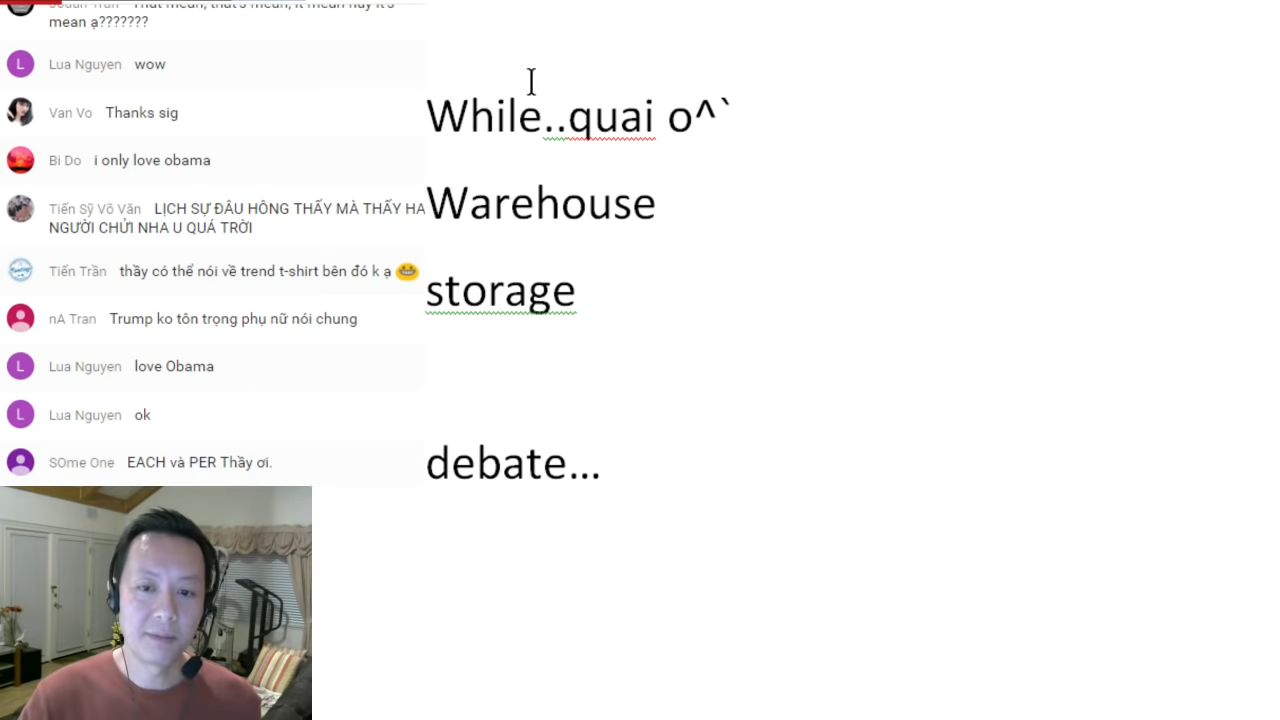 mean ạ???????
Lua Nguyen wow
Van Vo Thanks sig
Bi Do i only love obama
Tiến Sỹ Võ Văn LỊCH SỰ ĐÂU HÔNG THẤY MÀ THẤY HA
NGƯỜI CHỬI NHA U QUÁ TRỜI
Tiến Trần thầy có thể nói về trend t-shirt bên đó k ạ
nA Tran Trump ko tôn trọng phụ nữ nói chung
Lua Nguyen love Obama
Lua Nguyen ok
SOme One EACH và PER Thầy ơi.
While..quai o^`
Warehouse
storage
debate...